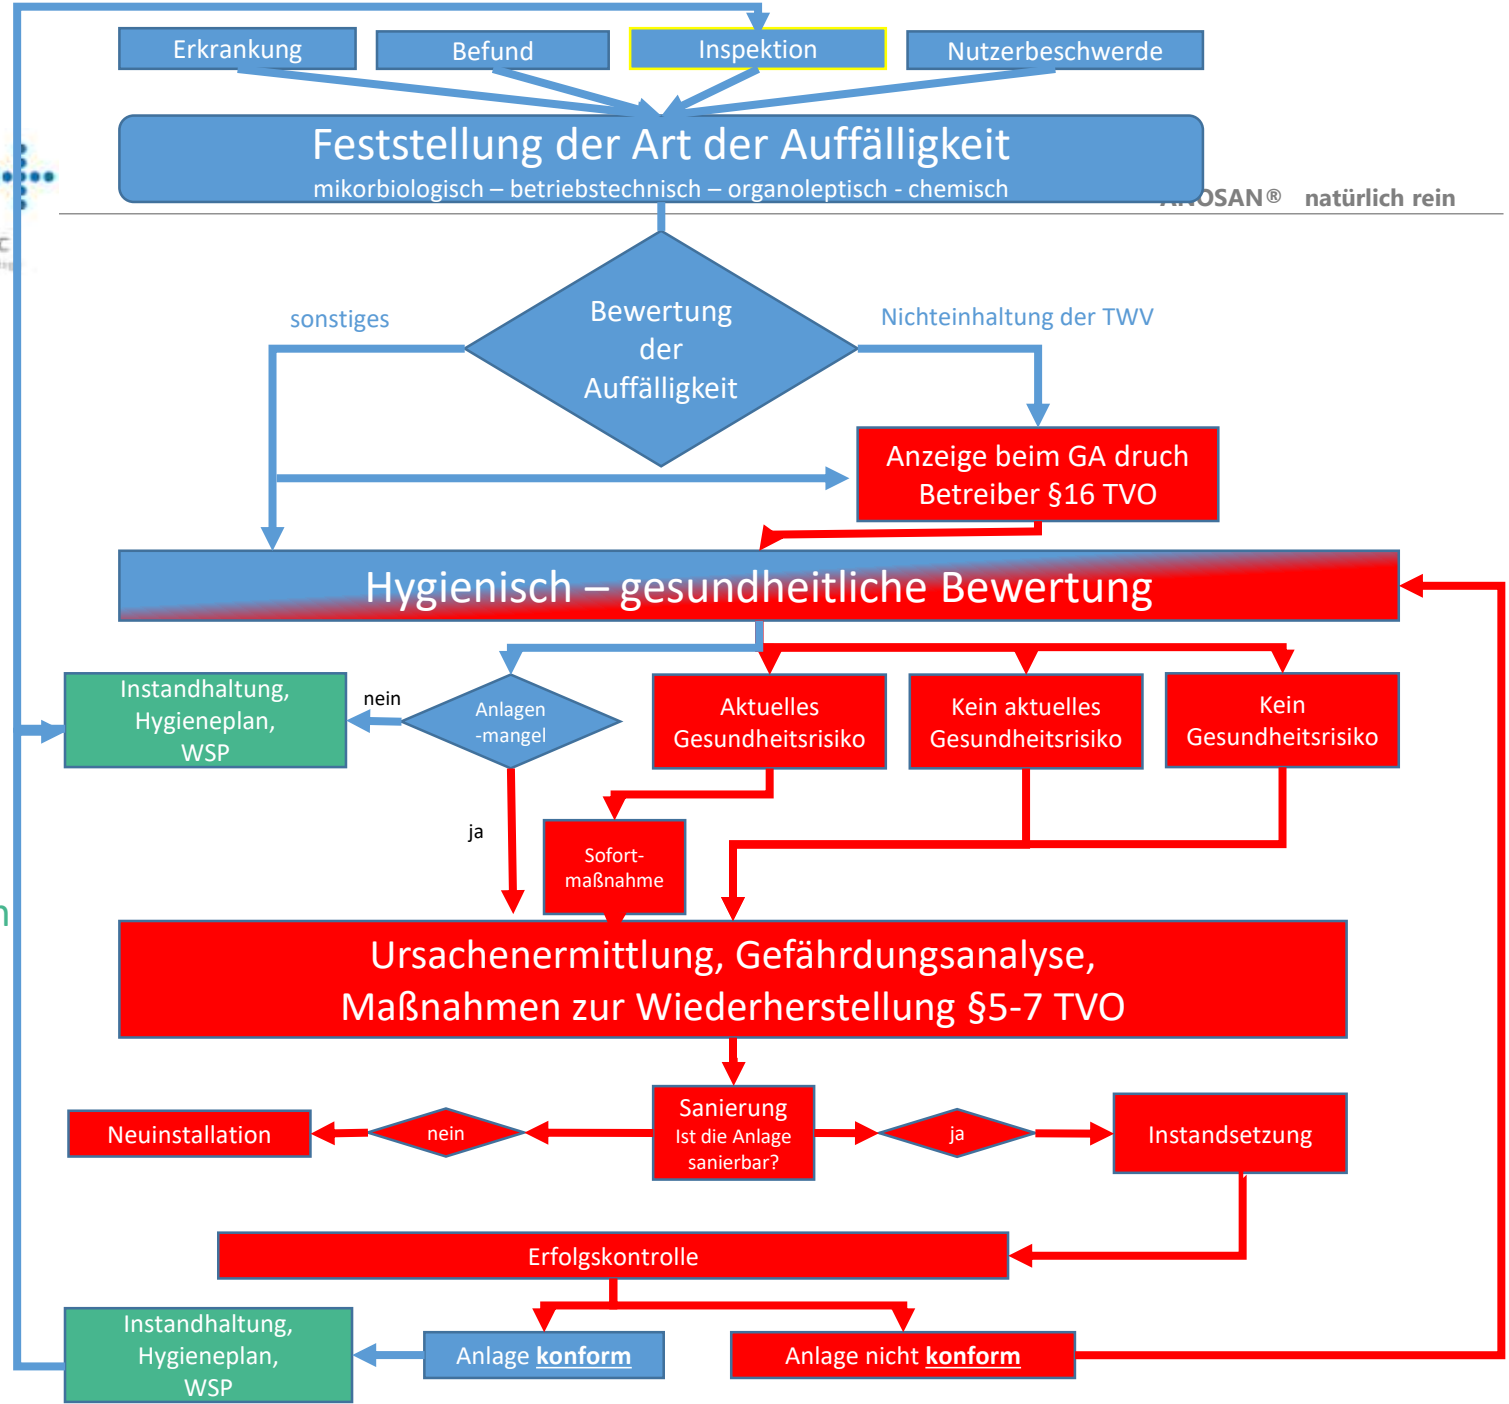 Erkrankung
Befund
Inspektion
Nutzerbeschwerde
Feststellung der Art der Auffälligkeit
mikorbiologisch – betriebstechnisch – organoleptisch - chemisch
OSAN® natürlich rein
sonstiges
Bewertung
der
Auffälligkeit
Nichteinhaltung der TWV
Anzeige beim GA druch
Betreiber §16 TVO
Hygienisch – gesundheitliche Bewertung
Instandhaltung,
Hygieneplan,
WSP
nein
Anlagen
-mangel
Aktuelles
Gesundheitsrisiko
Kein aktuelles
Gesundheitsrisiko
Kein
Gesundheitsrisiko
ja
Sofort-
maßnahme
n
Ursachenermittlung, Gefährdungsanalyse,
Maßnahmen zur Wiederherstellung §5-7 TVO
Neuinstallation
nein
Sanierung
Ist die Anlage
sanierbar?
ja
Instandsetzung
Erfolgskontrolle
Instandhaltung,
Hygieneplan,
WSP
Anlage konform
Anlage nicht konform